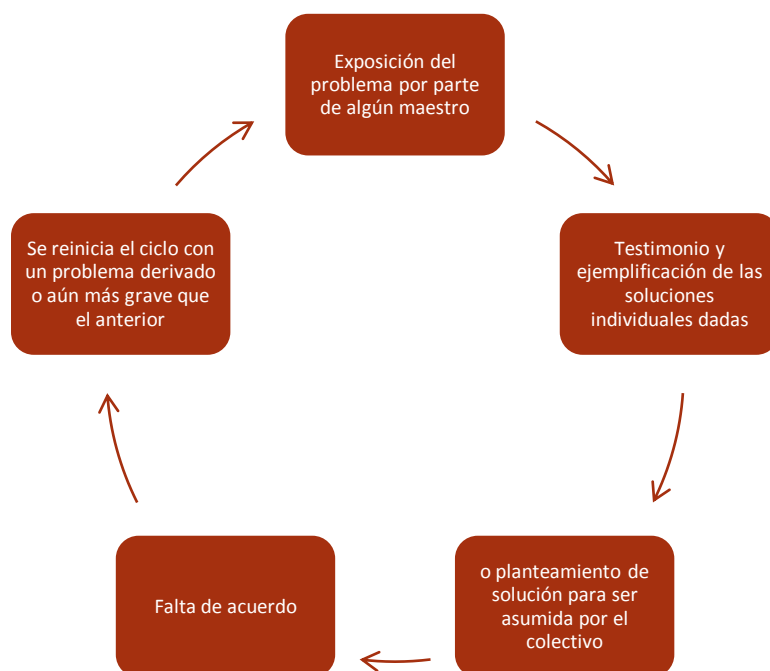 Exposición del
problema por parte
de algún maestro
Testimonio y
ejemplificación de las
soluciones
individuales dadas
o planteamiento de
solución para ser
asumida por el
colectivo
Falta de acuerdo
Se reinicia el ciclo con
un problema derivado
o aún más grave que
el anterior